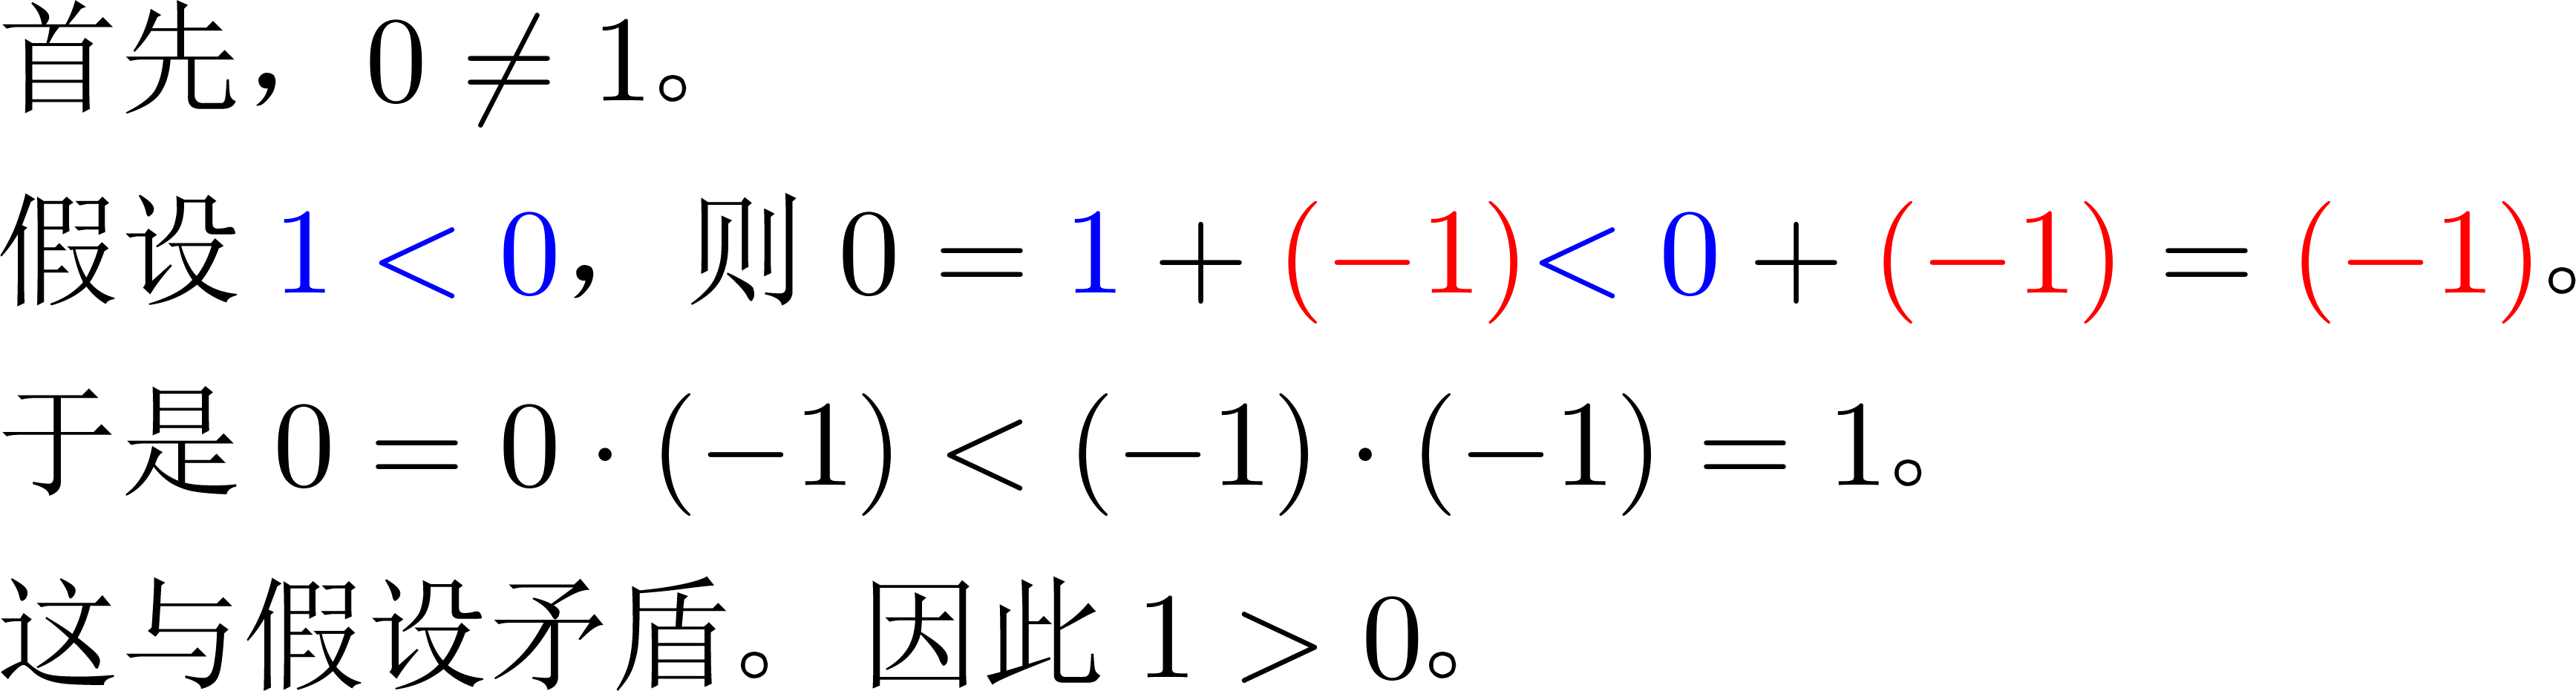 首先，0 ≠ 1。
假设 1 < 0，则 0 = 1 + (−1) < 0 + (−1) = (−1)。
于是 0 = 0 · (−1) < (−1) · (−1) = 1。
这与假设矛盾。因此 1 > 0。